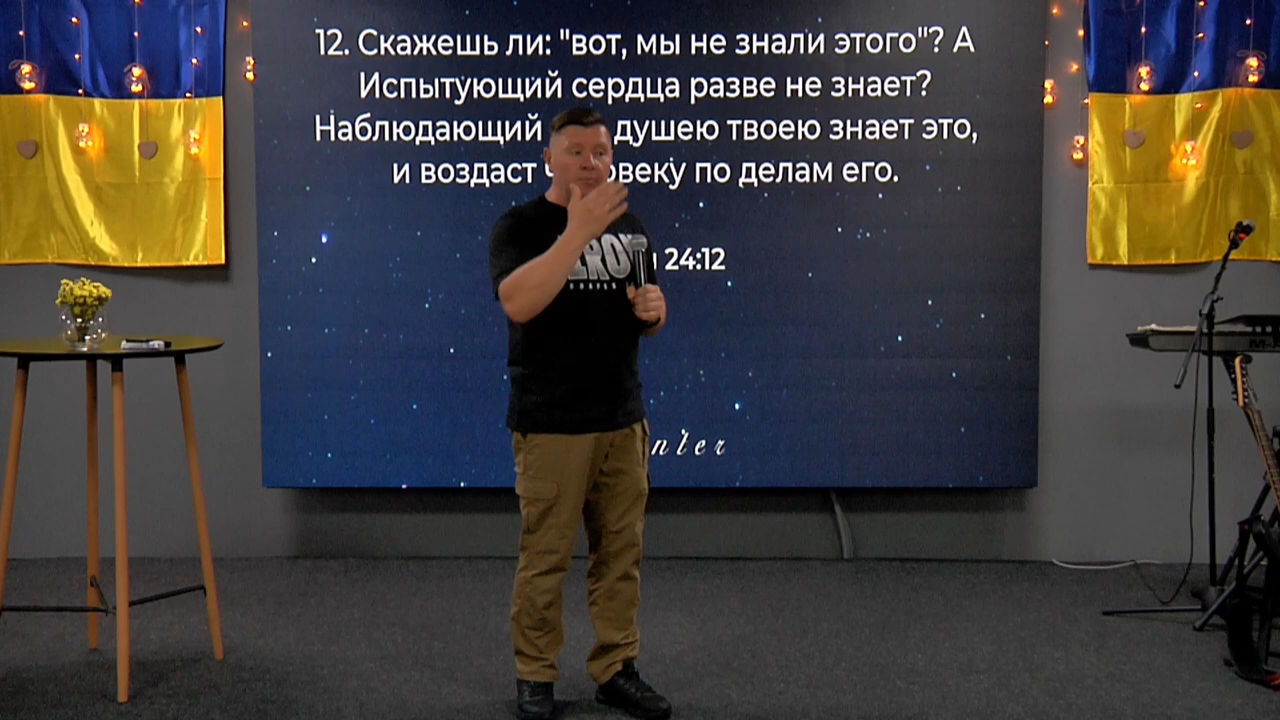 12. Скажешь ли: "вот, мы не знали этого"? А
Испытующий сердца разве не знает?
Наблюдающий душею твоею знает это,
и воздаст человеку по делам его.
24:12